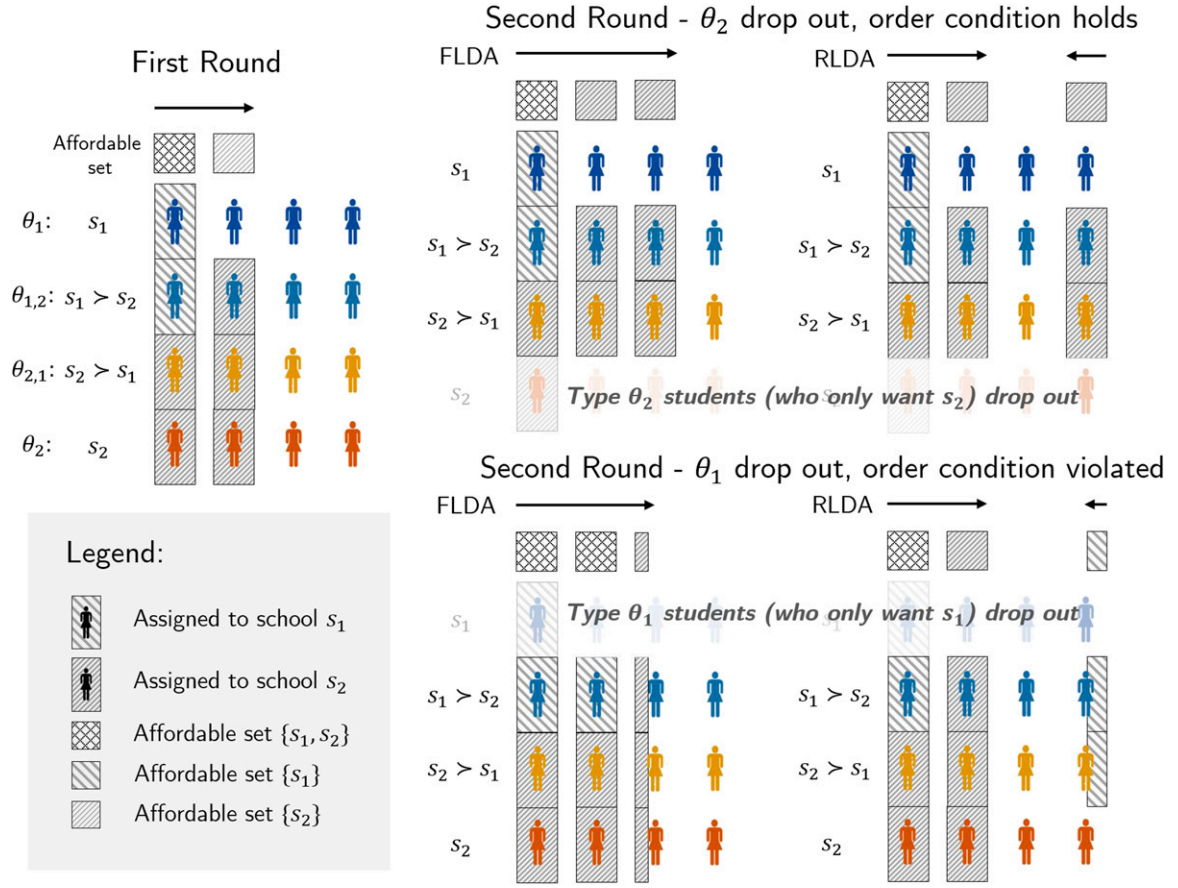 First Round
Affordable set
θ₁: s₁
θ₁,₂: s₁ ≻ s₂
θ₂,₁: s₂ ≻ s₁
θ₂: s₂
Legend:
Assigned to school s₁
Assigned to school s₂
Affordable set {s₁, s₂}
Affordable set {s₁}
Affordable set {s₂}
Second Round - θ₂ drop out, order condition holds
FLDA
s₁
s₁ ≻ s₂
s₂ ≻ s₁
s₂
RLDA
s₁
s₁ ≻ s₂
s₂ ≻ s₁
s₂
Type θ₂ students (who only want s₂) drop out
Second Round - θ₁ drop out, order condition violated
FLDA
s₁
s₁ ≻ s₂
s₂ ≻ s₁
s₂
RLDA
s₁
s₁ ≻ s₂
s₂ ≻ s₁
s₂
Type θ₁ students (who only want s₁) drop out